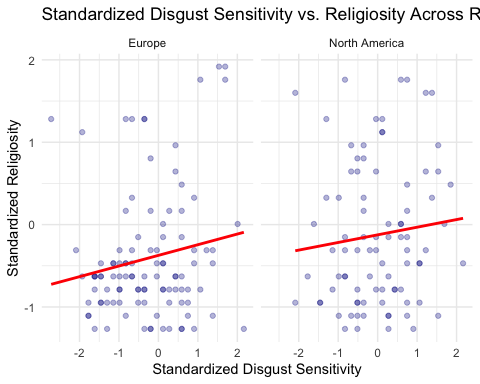 Standardized Disgust Sensitivity vs. Religiosity Across R
Europe
North America
Standardized Religiosity
2
1
0
-1
-2 -1 0 1 2
-2 -1 0 1 2
Standardized Disgust Sensitivity